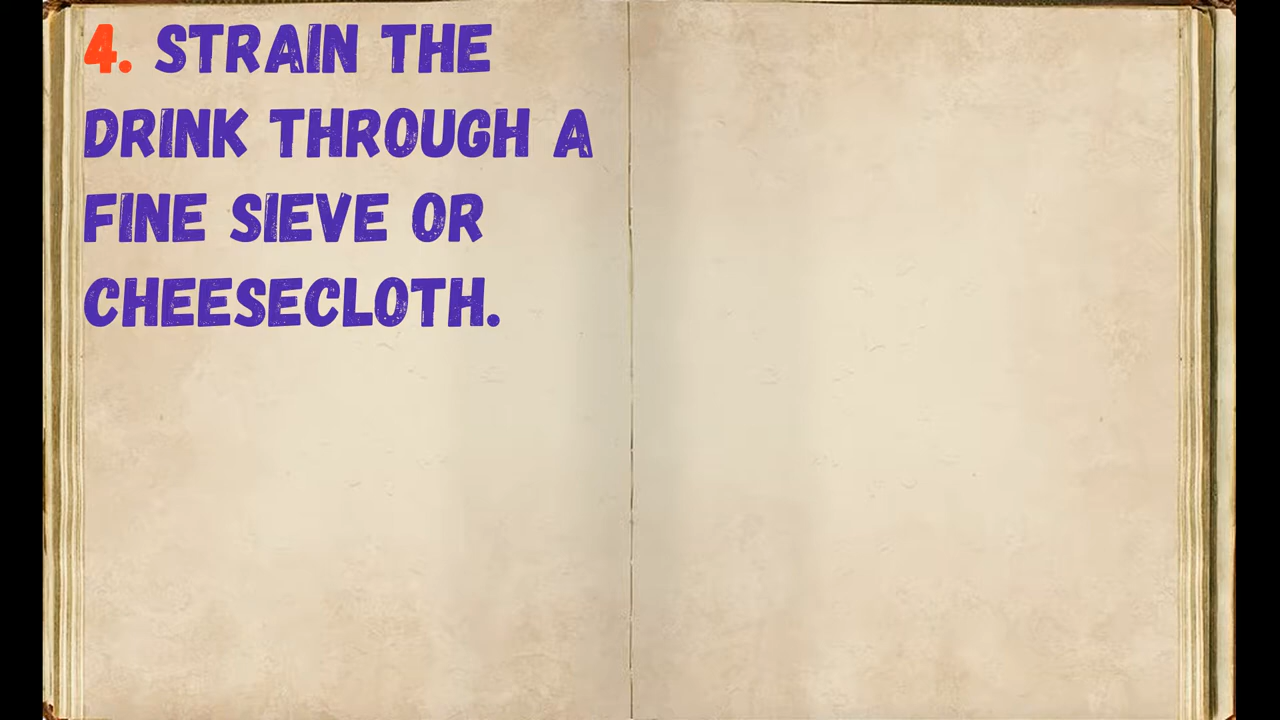 4. STRAIN THE
DRINK THROUGH A
FINE SIEVE OR
CHEESECLOTH.